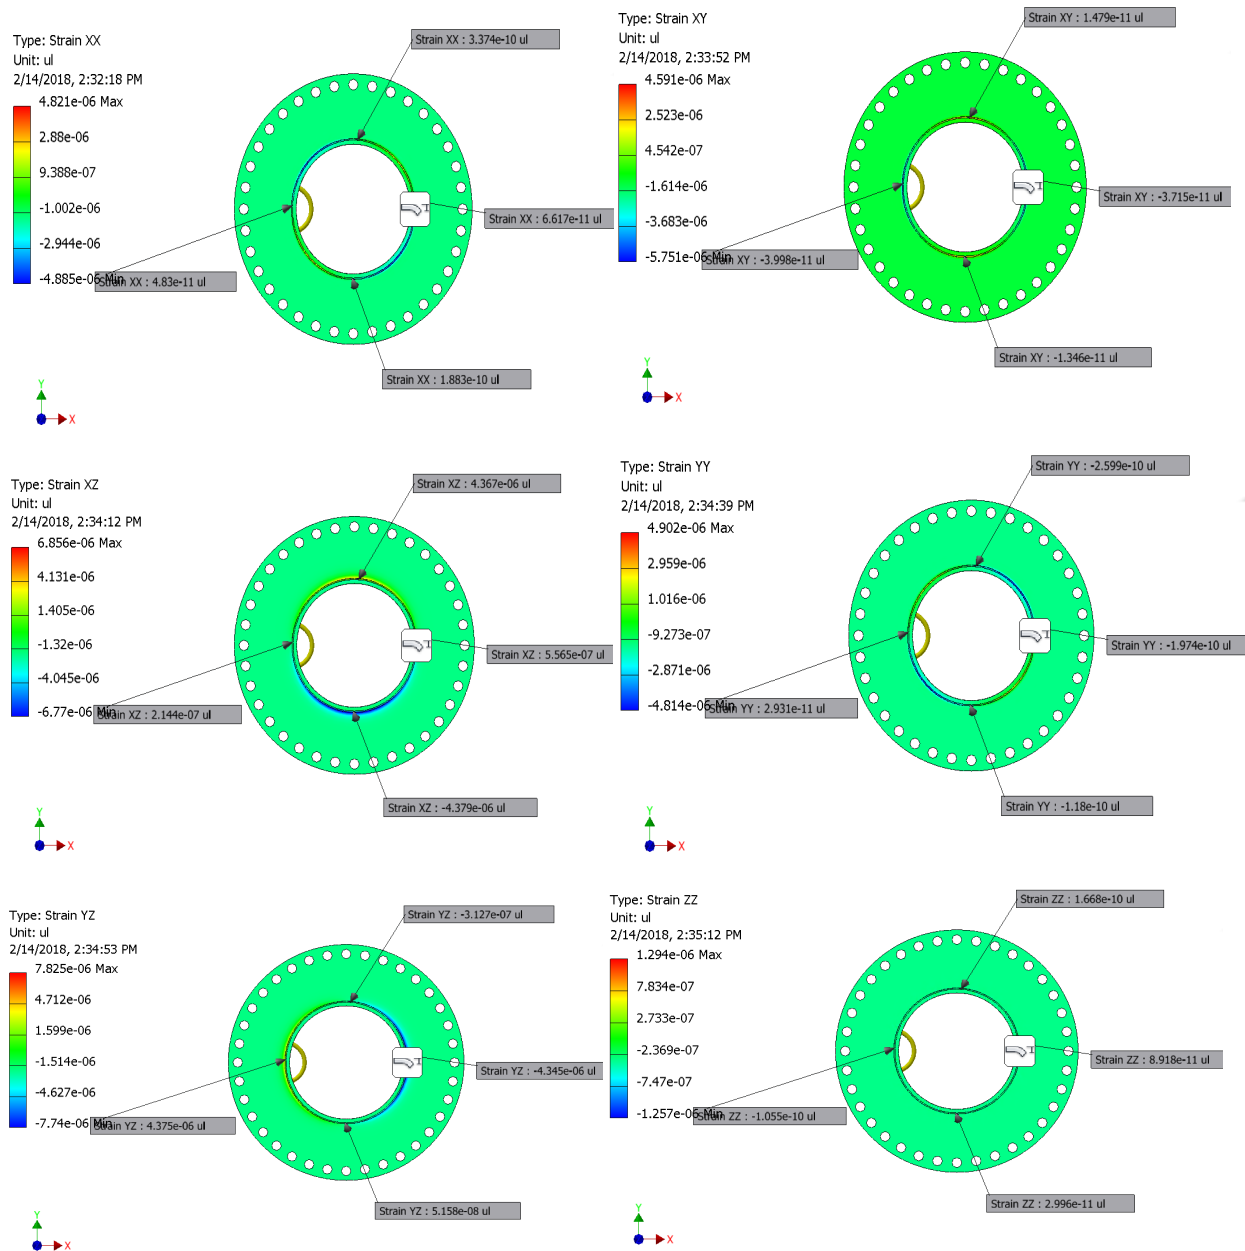 Type: Strain XX
Unit: ul
2/14/2018, 2:32:18 PM
4.821e-06 Max
2.88e-06
9.388e-07
-1.002e-06
-2.944e-06
-4.885e-06 Min
Strain XX : 3.374e-10 ul
Strain XX : 6.617e-11 ul
Strain XX : 4.83e-11 ul
Strain XX : 1.883e-10 ul
Y
X
Type: Strain XY
Unit: ul
2/14/2018, 2:33:52 PM
4.591e-06 Max
2.523e-06
4.542e-07
-1.614e-06
-3.683e-06
-5.751e-06 Min
Strain XY : 1.479e-11 ul
Strain XY : -3.715e-11 ul
Strain XY : -3.998e-11 ul
Strain XY : -1.346e-11 ul
Y
X
Type: Strain XZ
Unit: ul
2/14/2018, 2:34:12 PM
6.856e-06 Max
4.131e-06
1.405e-06
-1.32e-06
-4.045e-06
-6.77e-06 Min
Strain XZ : 4.367e-06 ul
Strain XZ : 5.565e-07 ul
Strain XZ : 2.144e-07 ul
Strain XZ : -4.379e-06 ul
Y
X
Type: Strain YY
Unit: ul
2/14/2018, 2:34:39 PM
4.902e-06 Max
2.959e-06
1.016e-06
-9.273e-07
-2.871e-06
-4.814e-06 Min
Strain YY : -2.599e-10 ul
Strain YY : -1.974e-10 ul
Strain YY : 2.931e-11 ul
Strain YY : -1.18e-10 ul
Y
X
Type: Strain YZ
Unit: ul
2/14/2018, 2:34:53 PM
7.825e-06 Max
4.712e-06
1.599e-06
-1.514e-06
-4.627e-06
-7.74e-06 Min
Strain YZ : -3.127e-07 ul
Strain YZ : -4.345e-06 ul
Strain YZ : 4.375e-06 ul
Strain YZ : 5.158e-08 ul
Y
X
Type: Strain ZZ
Unit: ul
2/14/2018, 2:35:12 PM
1.294e-06 Max
7.834e-07
2.733e-07
-2.369e-07
-7.47e-07
-1.257e-06 Min
Strain ZZ : 1.668e-10 ul
Strain ZZ : 8.918e-11 ul
Strain ZZ : -1.055e-10 ul
Strain ZZ : 2.996e-11 ul
Y
X